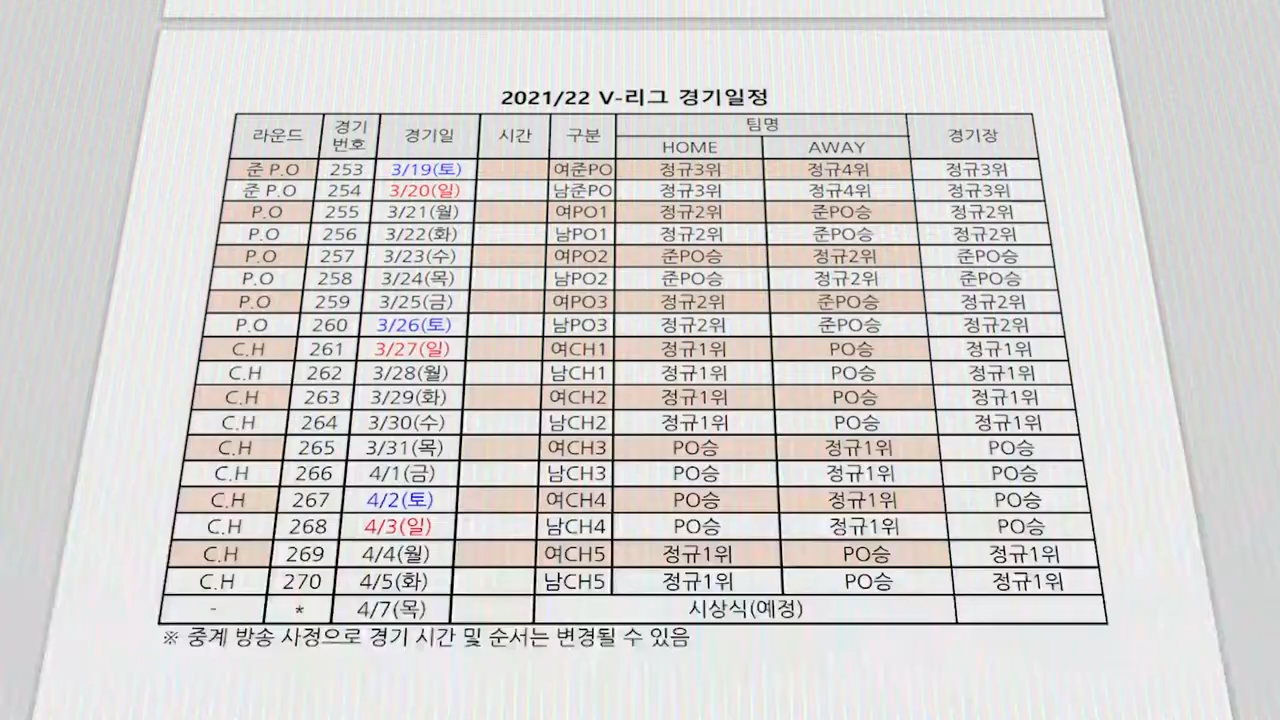 2021/22 V-리그 경기일정
라운드 경기번호 경기일 시간 구분 팀명 경기장
HOME AWAY
준 P.O 253 3/19(토) 여준PO 정규3위 정규4위 정규3위
준 P.O 254 3/20(일) 남준PO 정규3위 정규4위 정규3위
P.O 255 3/21(월) 여PO1 정규2위 준PO승 정규2위
P.O 256 3/22(화) 남PO1 정규2위 준PO승 정규2위
P.O 257 3/23(수) 여PO2 준PO승 정규2위 준PO승
P.O 258 3/24(목) 남PO2 준PO승 정규2위 준PO승
P.O 259 3/25(금) 여PO3 정규2위 준PO승 정규2위
P.O 260 3/26(토) 남PO3 정규2위 준PO승 정규2위
C.H 261 3/27(일) 여CH1 정규1위 PO승 정규1위
C.H 262 3/28(월) 남CH1 정규1위 PO승 정규1위
C.H 263 3/29(화) 여CH2 정규1위 PO승 정규1위
C.H 264 3/30(수) 남CH2 정규1위 PO승 정규1위
C.H 265 3/31(목) 여CH3 PO승 정규1위 PO승
C.H 266 4/1(금) 남CH3 PO승 정규1위 PO승
C.H 267 4/2(토) 여CH4 PO승 정규1위 PO승
C.H 268 4/3(일) 남CH4 PO승 정규1위 PO승
C.H 269 4/4(월) 여CH5 정규1위 PO승 정규1위
C.H 270 4/5(화) 남CH5 정규1위 PO승 정규1위
- * 4/7(목) 시상식(예정)
※ 중계 방송 사정으로 경기 시간 및 순서는 변경될 수 있음